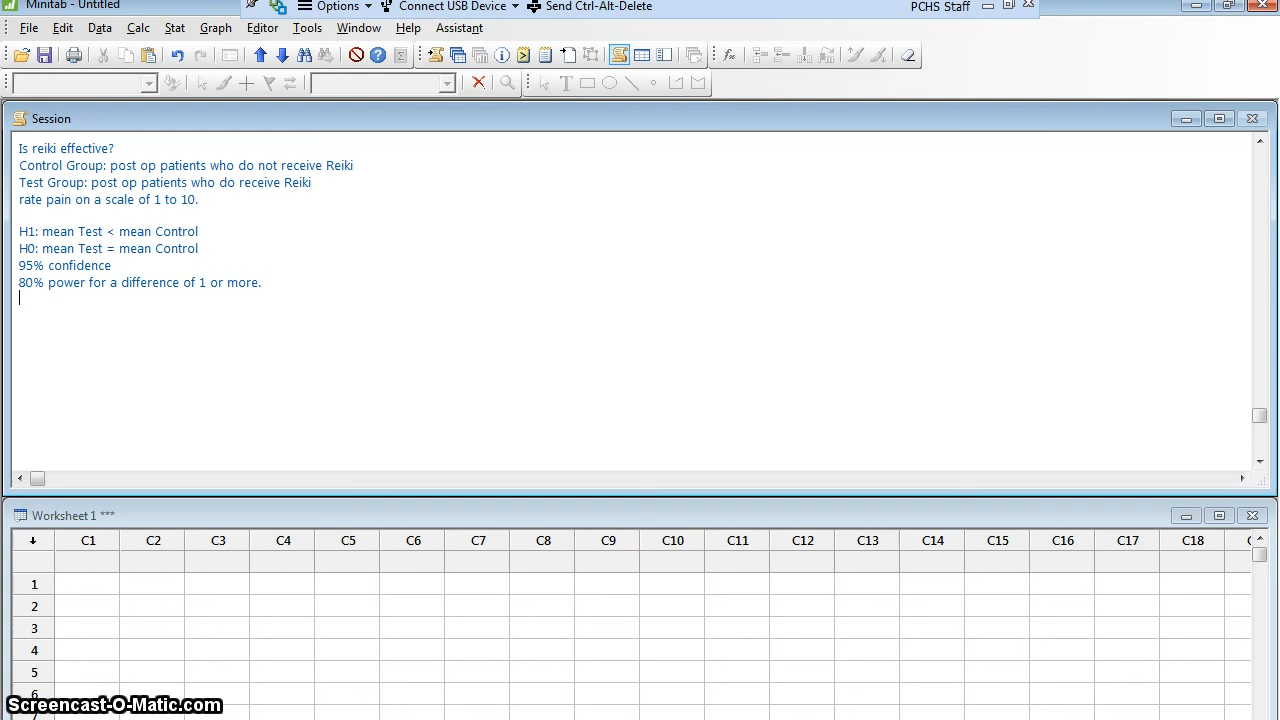 Minitab - Untitled
Options
Connect USB Device
Send Ctrl-Alt-Delete
PCHS Staff
File Edit Data Calc Stat Graph Editor Tools Window Help Assistant
Session
Is reiki effective?
Control Group: post op patients who do not receive Reiki
Test Group: post op patients who do receive Reiki
rate pain on a scale of 1 to 10.
H1: mean Test < mean Control
H0: mean Test = mean Control
95% confidence
80% power for a difference of 1 or more.
Worksheet 1 ***
C1 C2 C3 C4 C5 C6 C7 C8 C9 C10 C11 C12 C13 C14 C15 C16 C17 C18
1
2
3
4
5
6
Screencast-O-Matic.com